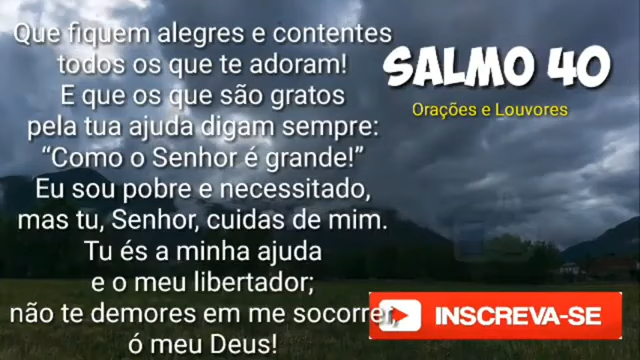 Que fiquem alegres e contentes
todos os que te adoram!
E que os que são gratos
pela tua ajuda digam sempre:
“Como o Senhor é grande!”
Eu sou pobre e necessitado,
mas tu, Senhor, cuidas de mim.
Tu és a minha ajuda
e o meu libertador;
não te demores em me socorrer,
ó meu Deus!
SALMO 40
Orações e Louvores
INSCREVA-SE